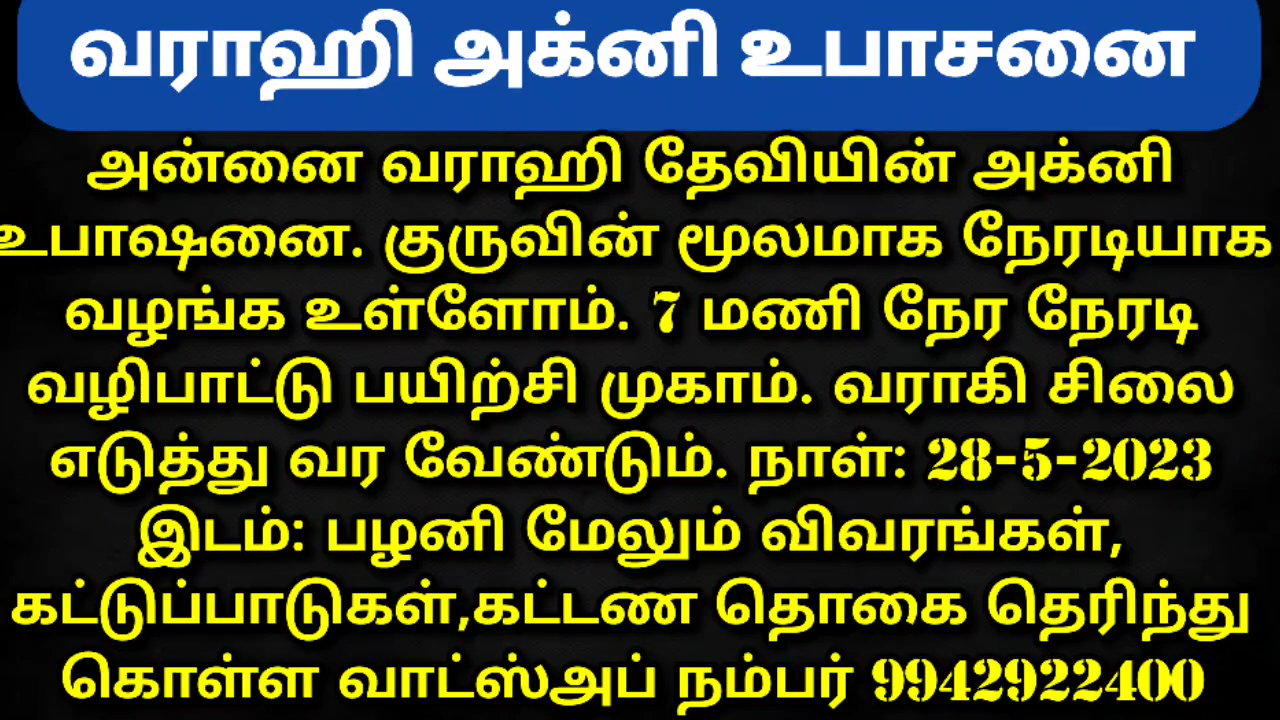 வராஹி அக்னி உபாசனை
அன்னை வராஹி தேவியின் அக்னி
உபாஷனை. குருவின் மூலமாக நேரடியாக
வழங்க உள்ளோம். 7 மணி நேர நேரடி
வழிபாட்டு பயிற்சி முகாம். வராகி சிலை
எடுத்து வர வேண்டும். நாள்: 28-5-2023
இடம்: பழனி மேலும் விவரங்கள்,
கட்டுப்பாடுகள்,கட்டண தொகை தெரிந்து
கொள்ள வாட்ஸ்அப் நம்பர் 9942922400